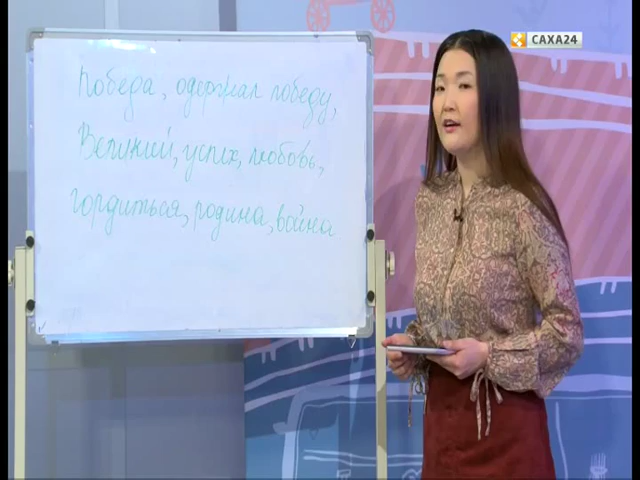 САХА24
Победа, одержал победу,
Великий, успех, любовь,
гордиться, родина, война